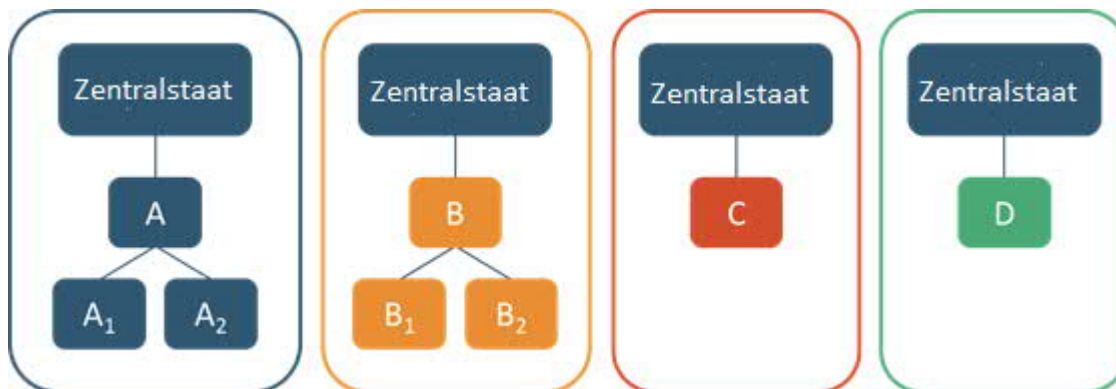 Zentralstaat
Zentralstaat
Zentralstaat
Zentralstaat
A
B
C
D
A₁
A₂
B₁
B₂